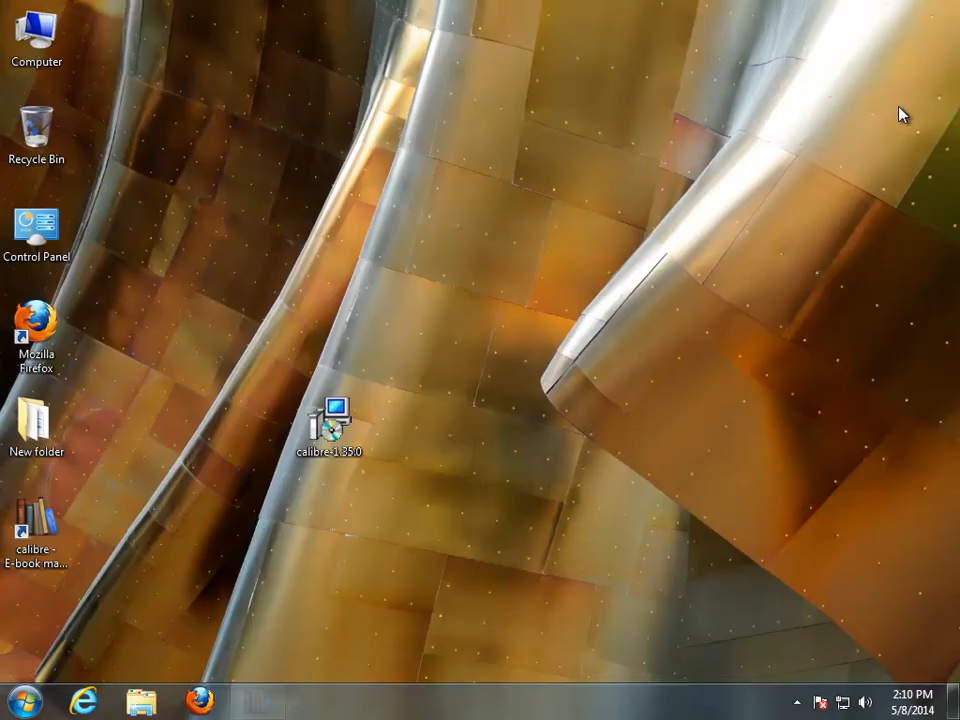 Computer
Recycle Bin
Control Panel
Mozilla
Firefox
New folder
calibre -
E-book ma...
calibre-1.35.0
2:10 PM
5/8/2014